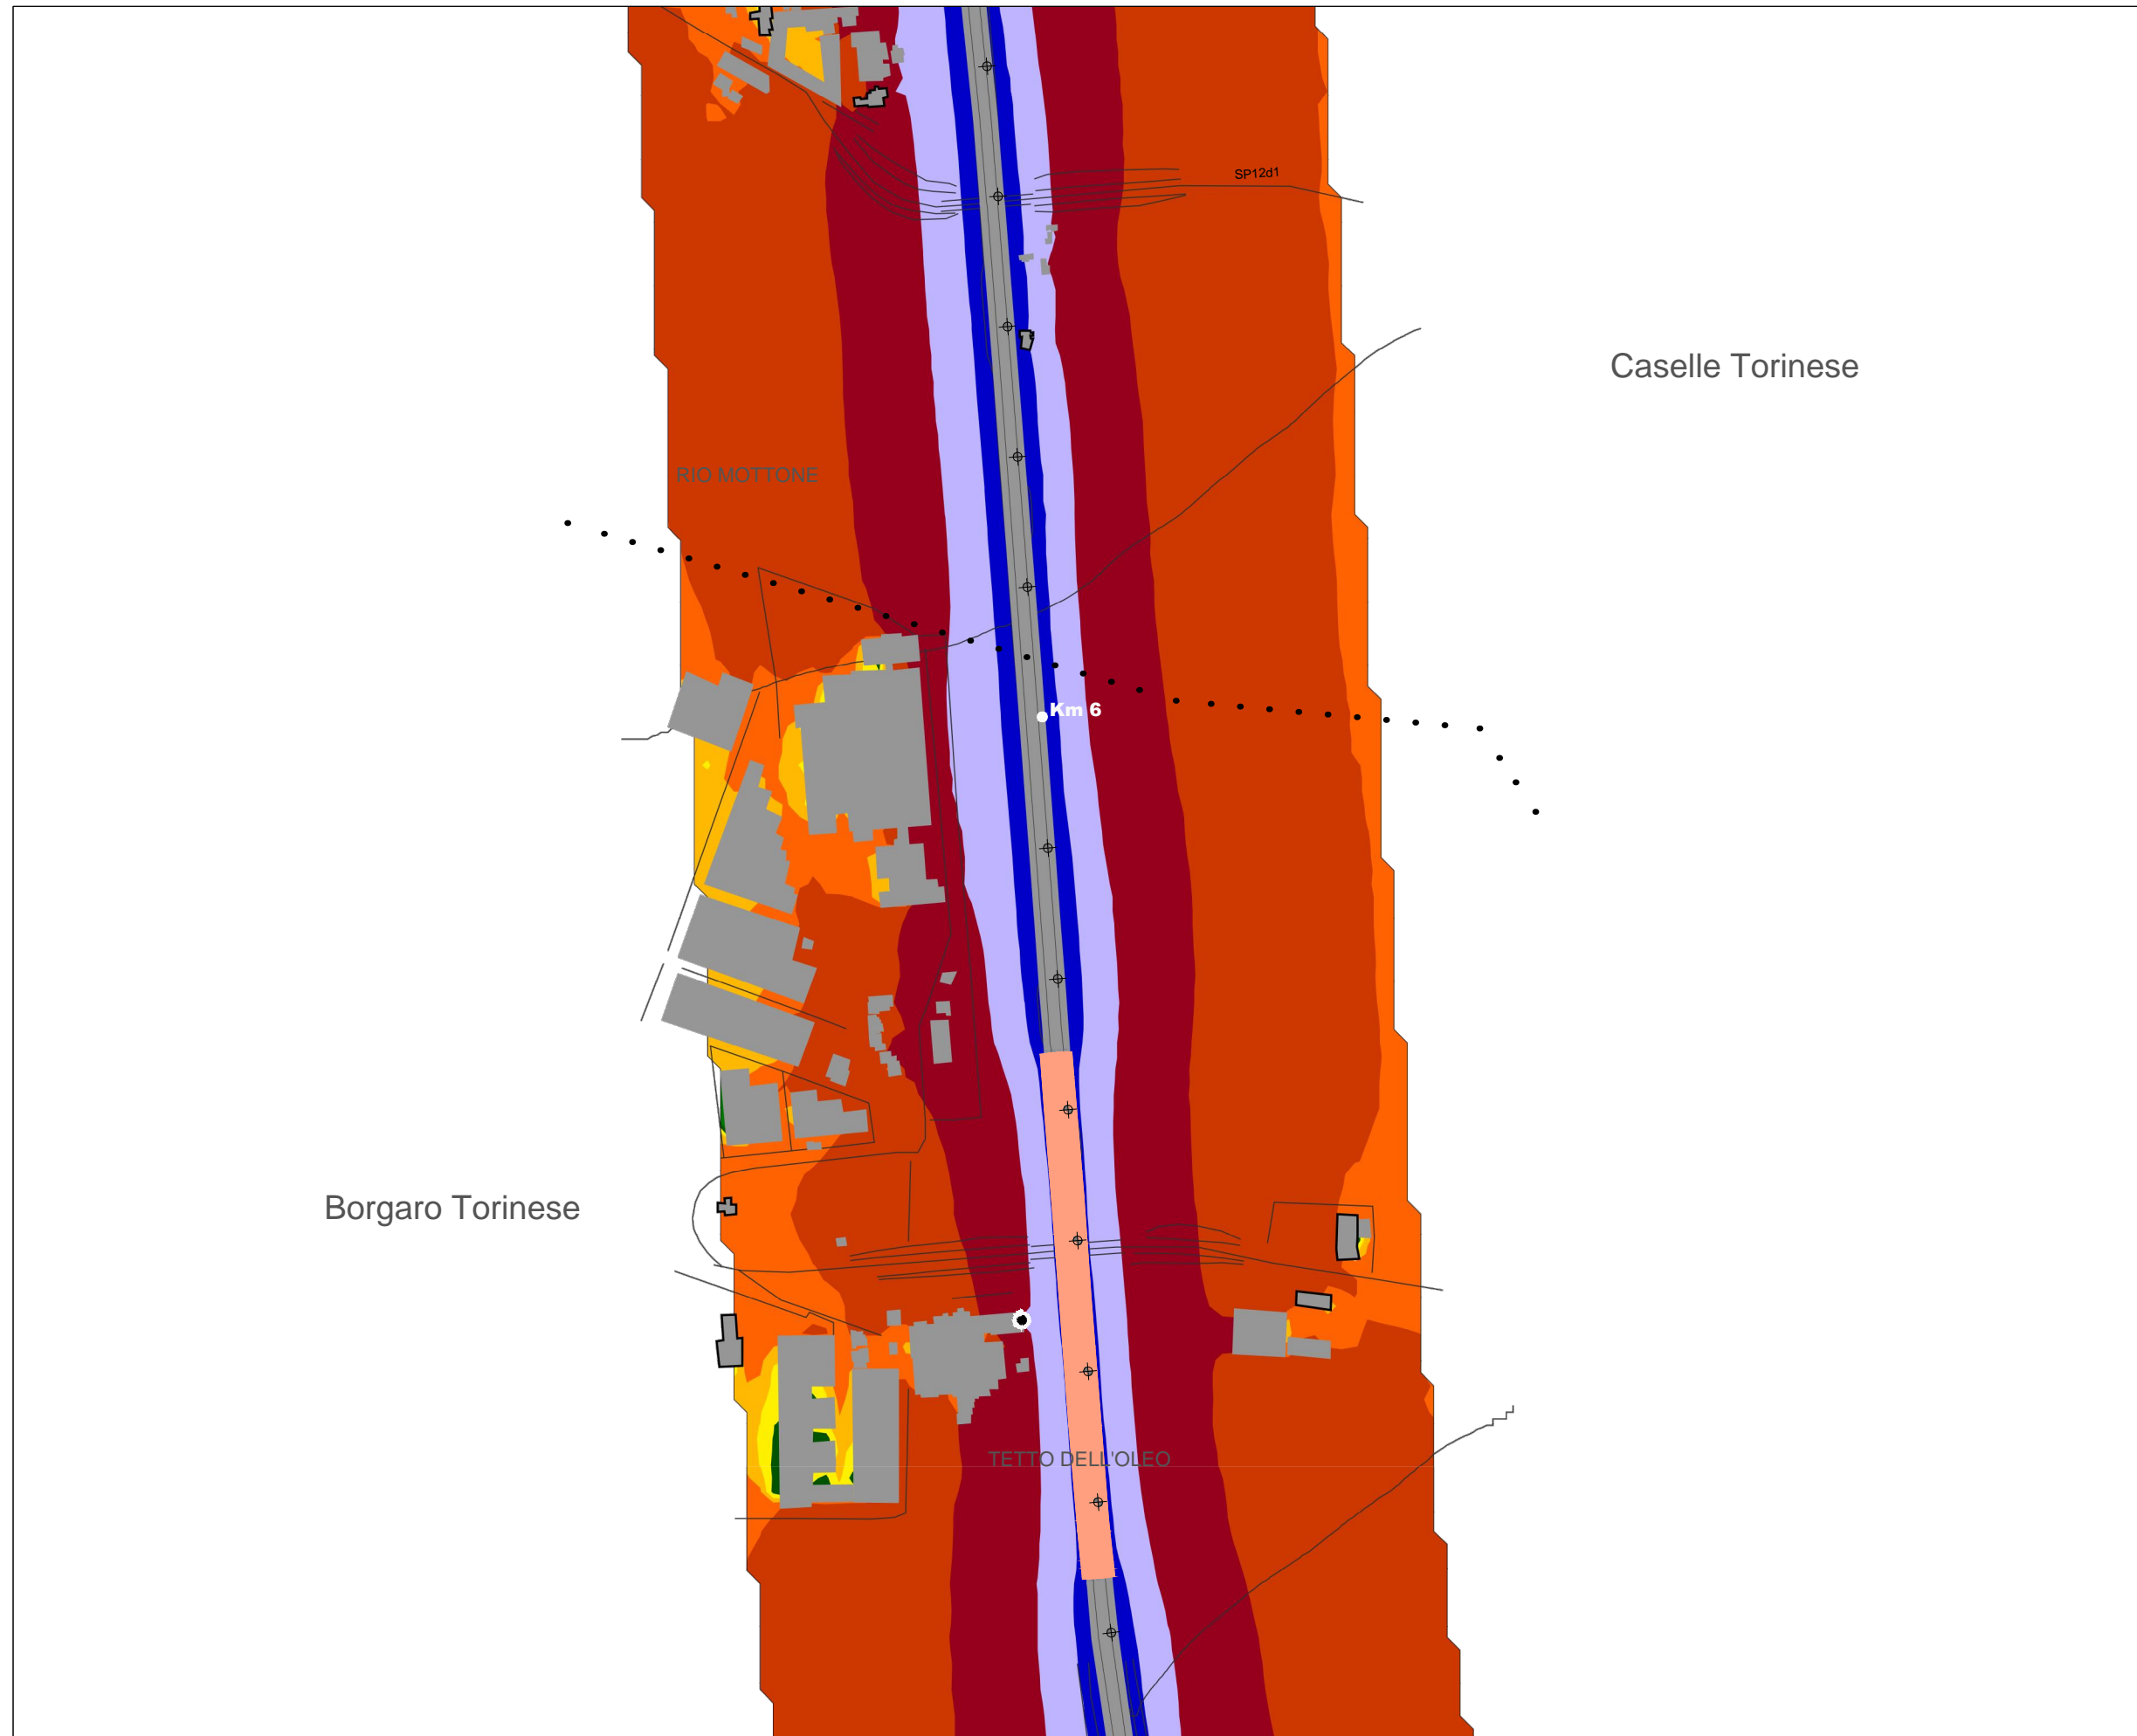 SP12d1
Caselle Torinese
RIO MOTTONE
Km 6
Borgaro Torinese
TETTO DELL'OLEO